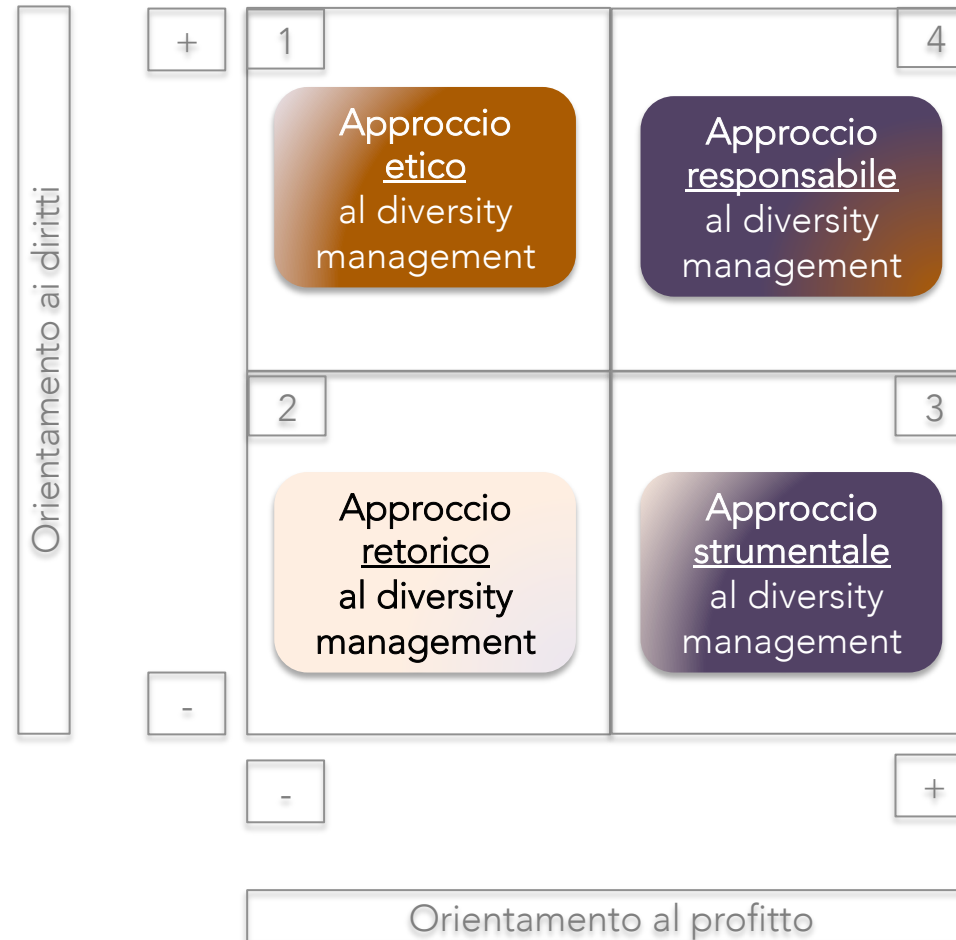 Orientamento ai diritti
+
1
4
Approccio
etico
al diversity
management
Approccio
responsabile
al diversity
management
2
3
Approccio
retorico
al diversity
management
Approccio
strumentale
al diversity
management
-
-
+
Orientamento al profitto